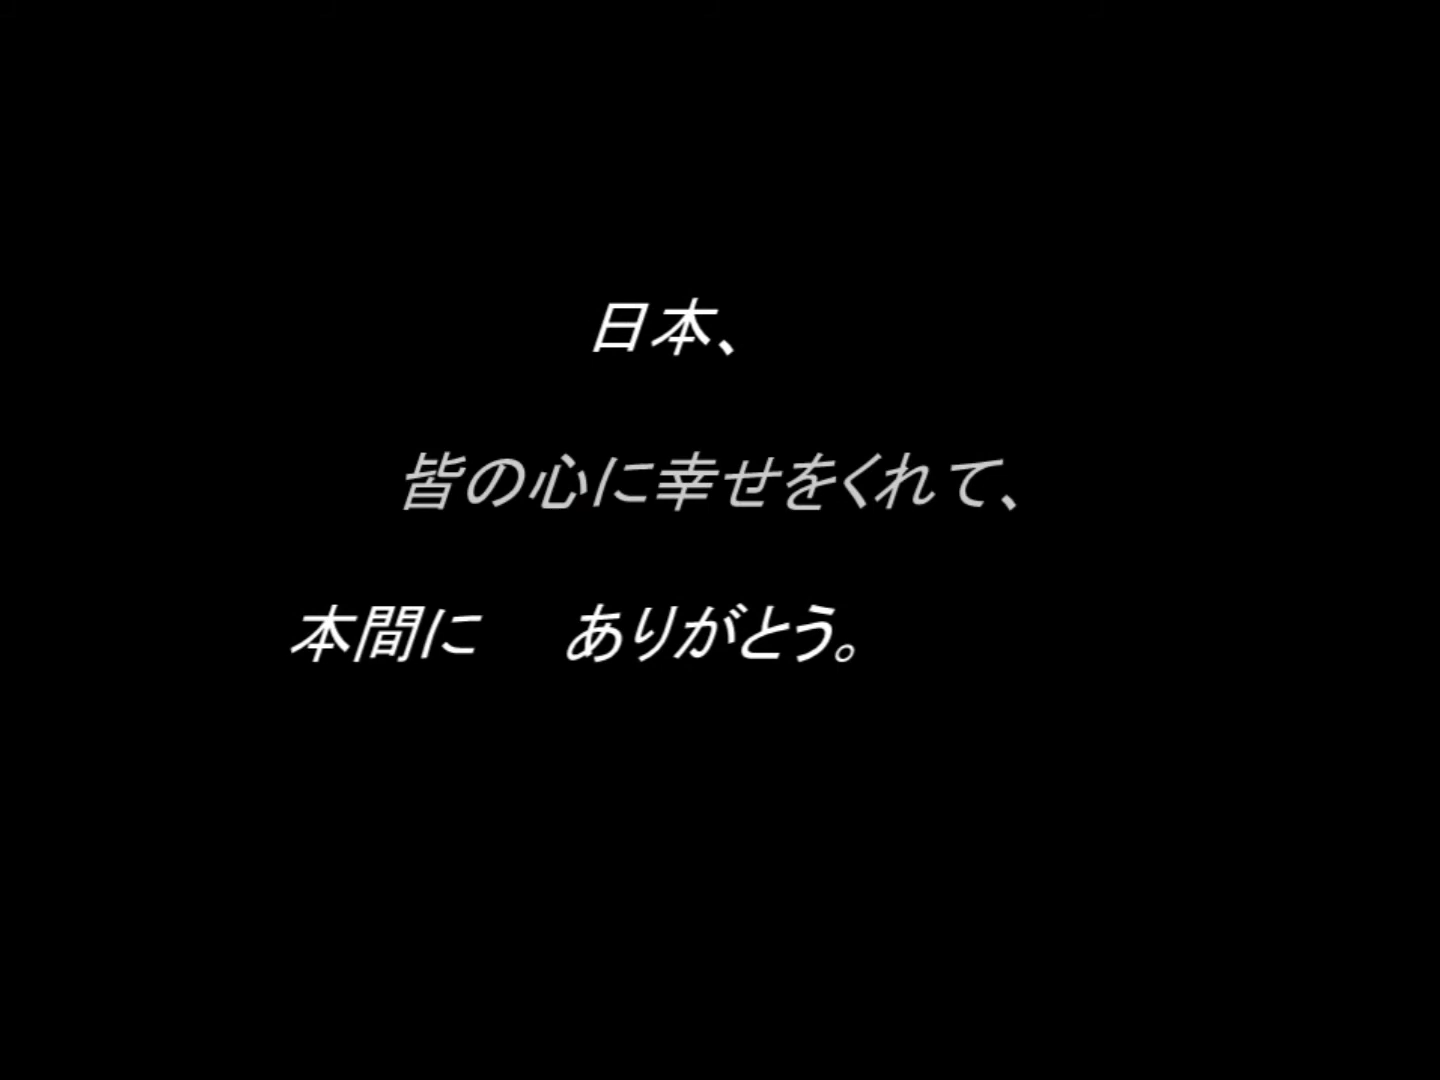 日本、
皆の心に幸せをくれて、
本間に　ありがとう。